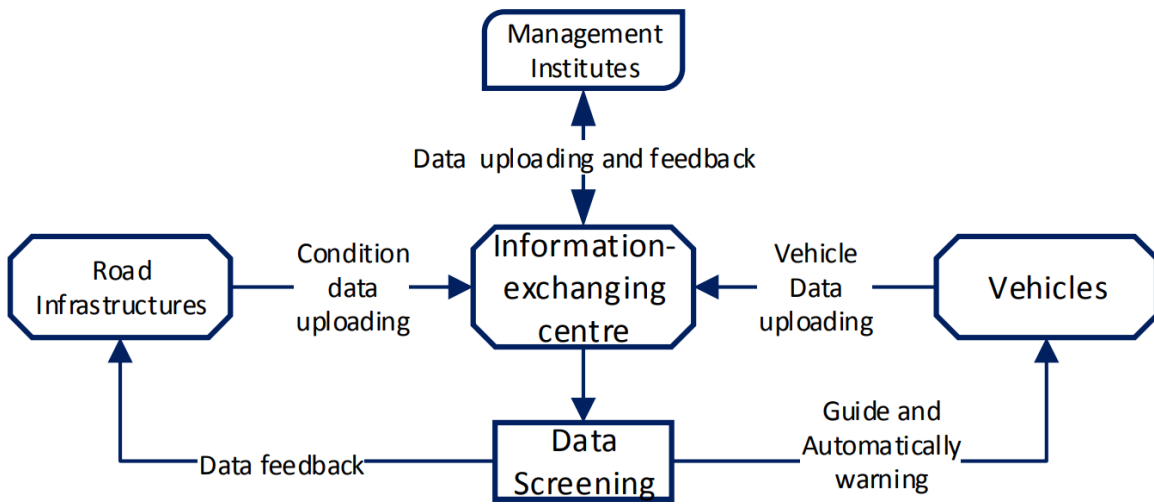 Management
Institutes
Data uploading and feedback
Road
Infrastructures
Condition
data
uploading
Information-
exchanging
centre
Vehicle
Data
uploading
Vehicles
Data feedback
Data
Screening
Guide and
Automatically
warning